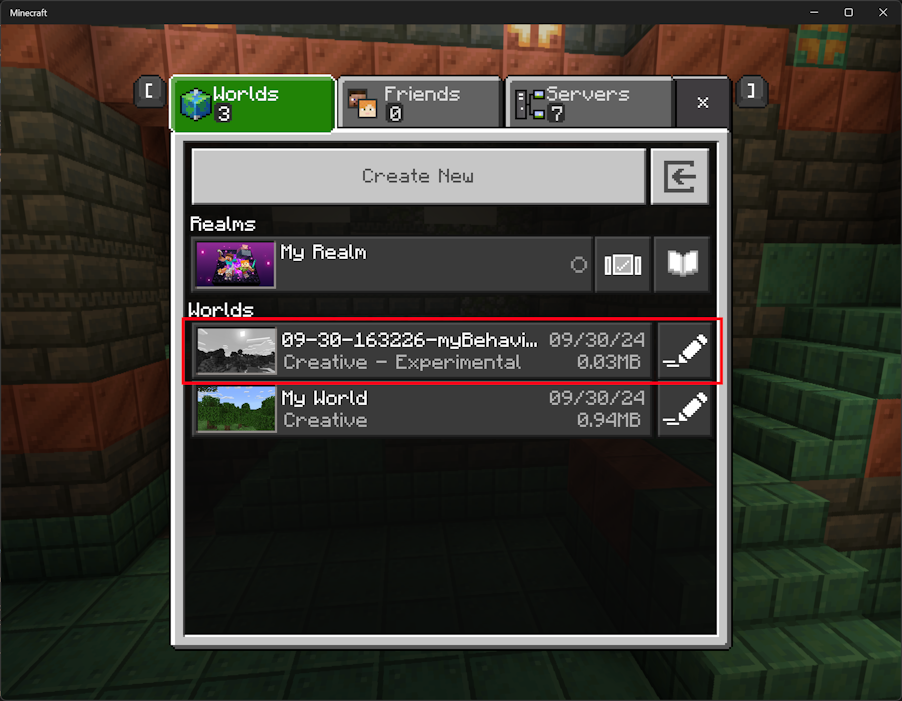 Minecraft
[
Worlds
3
Friends
0
Servers
7
]
Create New
Realms
My Realm
Worlds
09-30-163226-myBehavi... 09/30/24
Creative - Experimental 0.03MB
My World 09/30/24
Creative 0.94MB